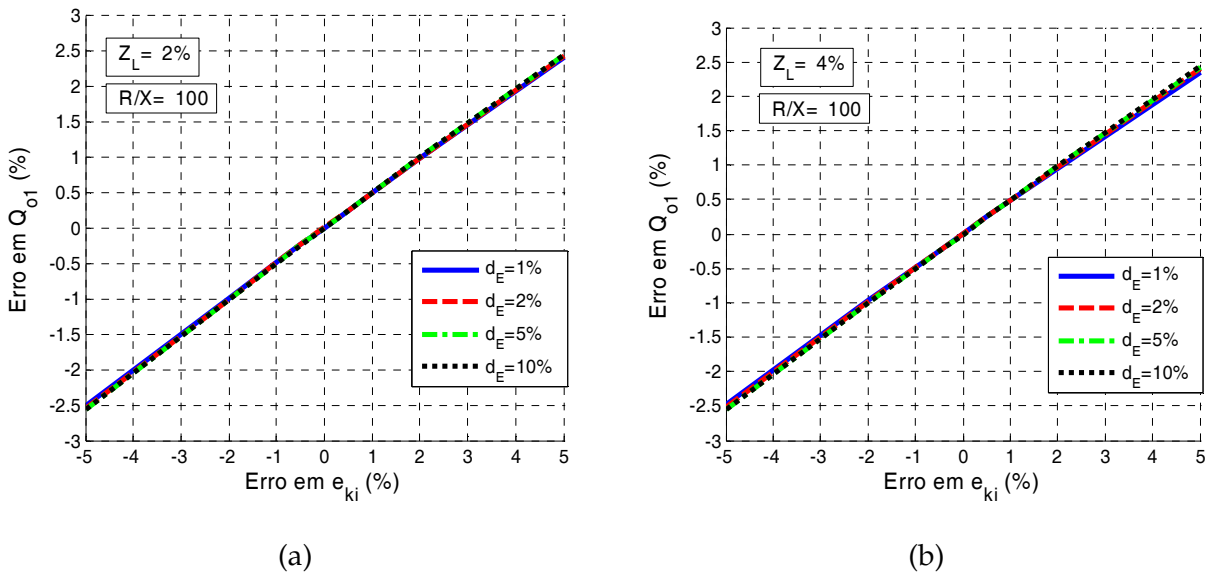 3
2.5
2
1.5
1
0.5
0
-0.5
-1
-1.5
-2
-2.5
-3
Erro em Q_o1 (%)
Z_L= 2%
R/X= 100
d_E=1%
d_E=2%
d_E=5%
d_E=10%
-5 -4 -3 -2 -1 0 1 2 3 4 5
Erro em e_ki (%)
(a)
3
2.5
2
1.5
1
0.5
0
-0.5
-1
-1.5
-2
-2.5
-3
Erro em Q_o1 (%)
Z_L= 4%
R/X= 100
d_E=1%
d_E=2%
d_E=5%
d_E=10%
-5 -4 -3 -2 -1 0 1 2 3 4 5
Erro em e_ki (%)
(b)